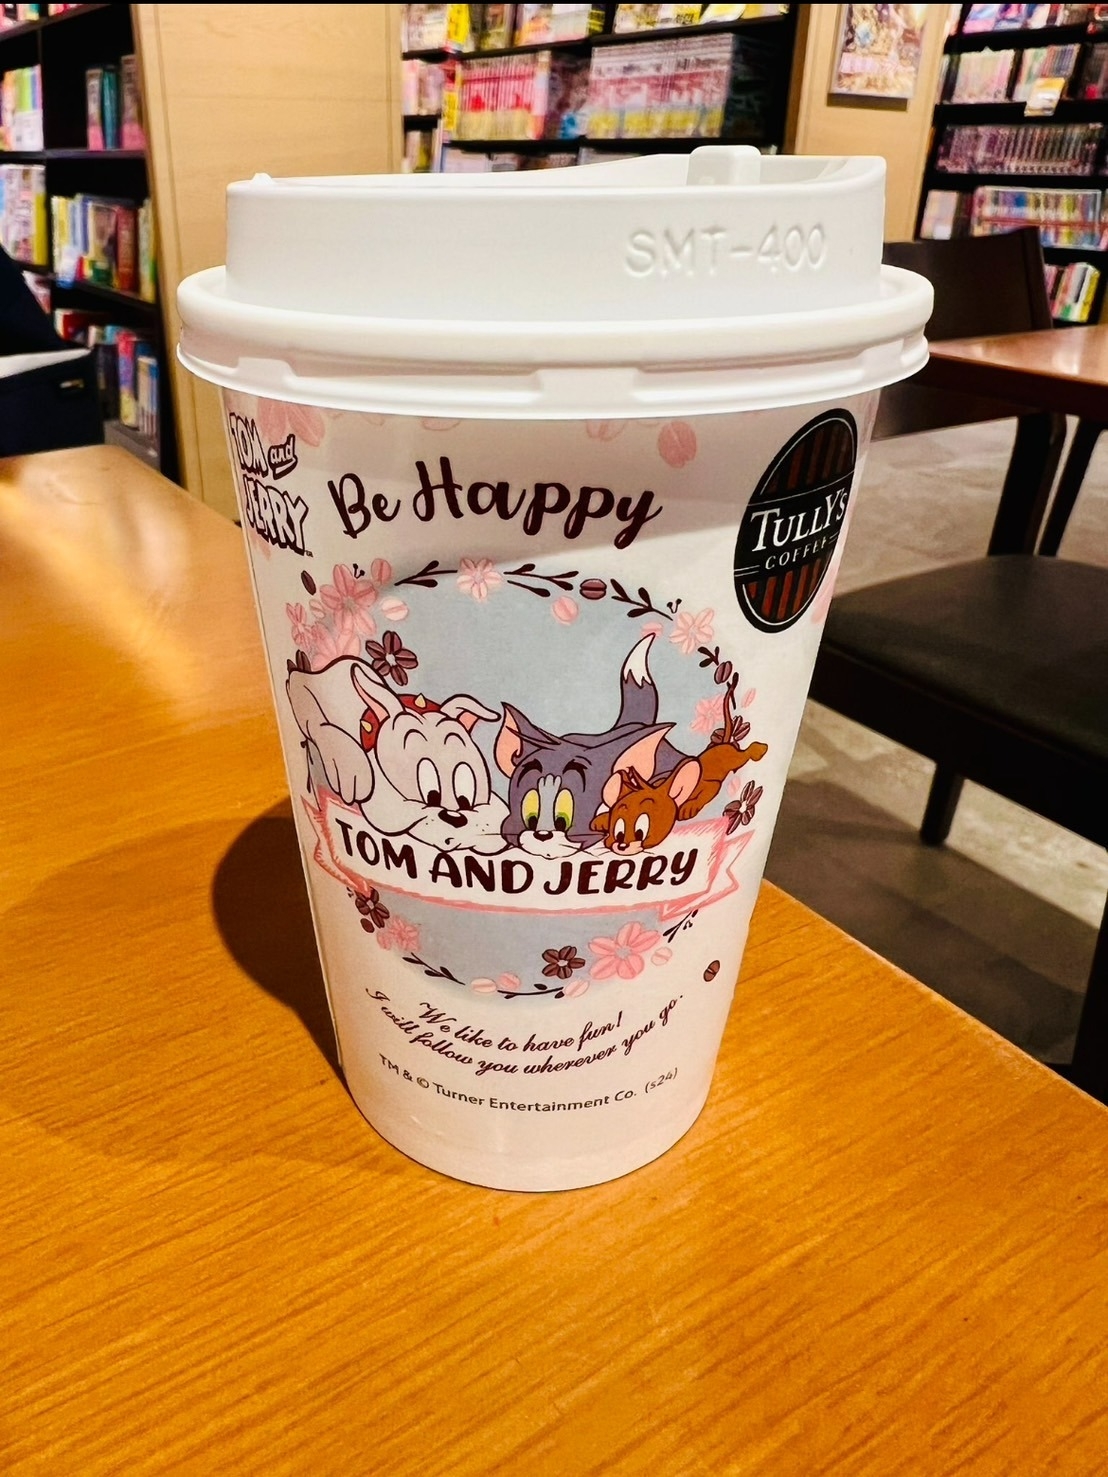 SMT-400
TOM and
JERRY
Be Happy
TULLY'S
COFFEE
TOM AND JERRY
We like to have fun!
I will follow you wherever you go.
TM & © Turner Entertainment Co. (s24)